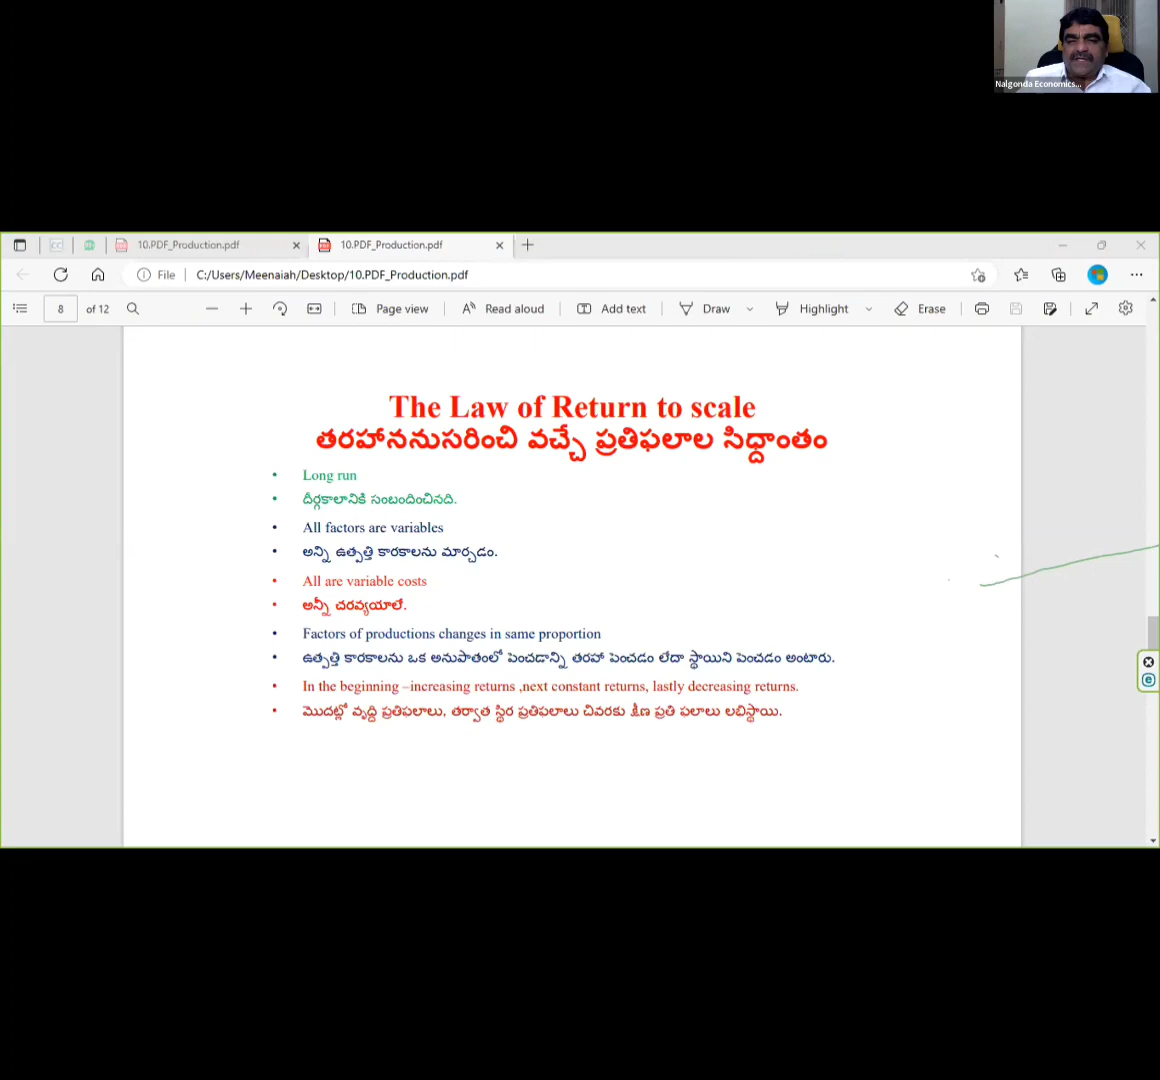 Nalgonda Economics...
10.PDF_Production.pdf
10.PDF_Production.pdf
File
C:/Users/Meenaiah/Desktop/10.PDF_Production.pdf
8 of 12
Page view
Read aloud
Add text
Draw
Highlight
Erase
The Law of Return to scale
తరహాననుసరించి వచ్చే ప్రతిఫలాల సిద్ధాంతం
• Long run
• దీర్గకాలానికి సంబందించినది.
• All factors are variables
• అన్ని ఉత్పత్తి కారకాలను మార్చడం.
• All are variable costs
• అన్నీ చరవ్యయాలే.
• Factors of productions changes in same proportion
• ఉత్పత్తి కారకాలను ఒక అనుపాతంలో పెంచడాన్ని తరహా పెంచడం లేదా స్థాయిని పెంచడం అంటారు.
• In the beginning –increasing returns ,next constant returns, lastly decreasing returns.
• మొదట్లో వృద్ది ప్రతిఫలాలు, తర్వాత స్థిర ప్రతిఫలాలు చివరకు క్షీణ ప్రతి ఫలాలు లభిస్థాయి.